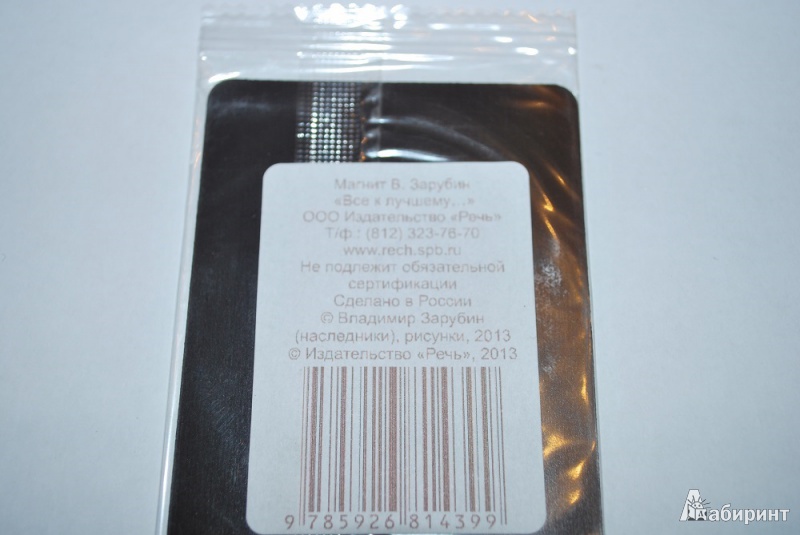 Магнит В. Зарубин
«Все к лучшему...»
ООО Издательство «Речь»
Т/ф.: (812) 323-76-70
www.rech.spb.ru
Не подлежит обязательной
сертификации
Сделано в России
© Владимир Зарубин
(наследники), рисунки, 2013
© Издательство «Речь», 2013
9 785926 814399
Лабиринт